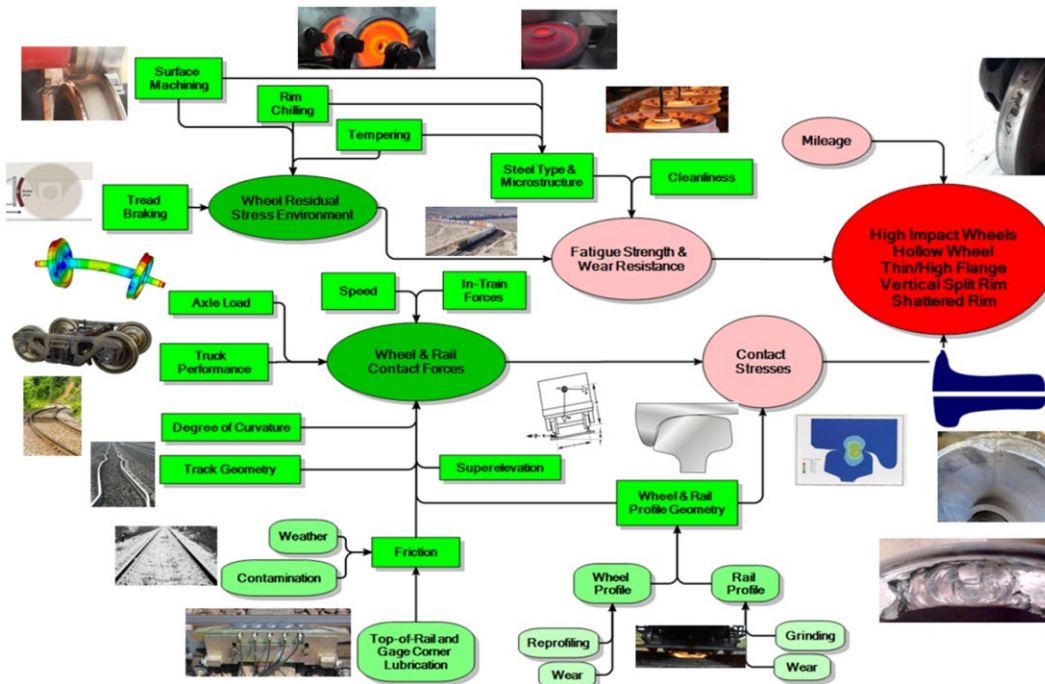 Surface
Machining
Rim
Chilling
Tempering
Steel Type &
Microstructure
Cleanliness
Mileage
Tread
Braking
Wheel Residual
Stress Environment
Fatigue Strength &
Wear Resistance
High Impact Wheels
Hollow Wheel
Thin/High Flange
Vertical Split Rim
Shattered Rim
Axle Load
Speed
In-Train
Forces
Truck
Performance
Wheel & Rail
Contact Forces
Contact
Stresses
Degree of Curvature
Track Geometry
Superelevation
Wheel & Rail
Profile Geometry
Weather
Contamination
Friction
Wheel
Profile
Rail
Profile
Top-of-Rail and
Gage Corner
Lubrication
Reprofiling
Wear
Grinding
Wear